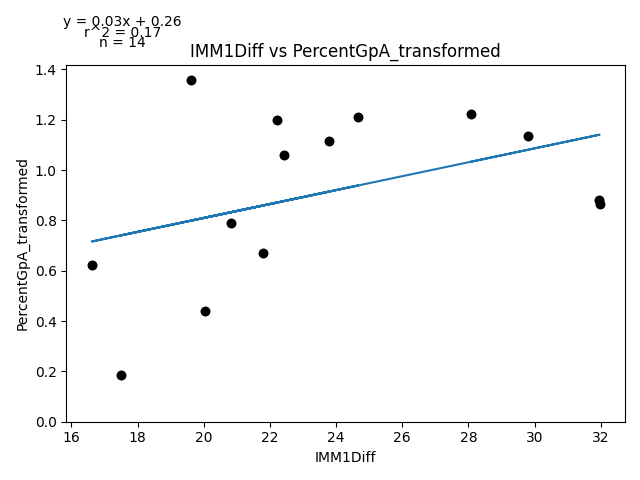 y = 0.03x + 0.26
r^2 = 0.17
n = 14
IMM1Diff vs PercentGpA_transformed
1.4
1.2
1.0
0.8
0.6
0.4
0.2
0.0
PercentGpA_transformed
16 18 20 22 24 26 28 30 32
IMM1Diff